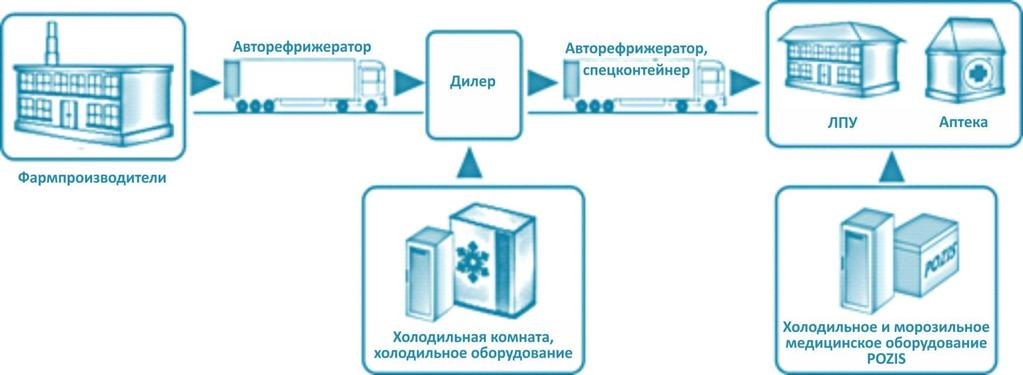 Фармпроизводители
Авторефрижератор
Дилер
Авторефрижератор,
спецконтейнер
ЛПУ
Аптека
Холодильная комната,
холодильное оборудование
POZIS
Холодильное и морозильное
медицинское оборудование
POZIS